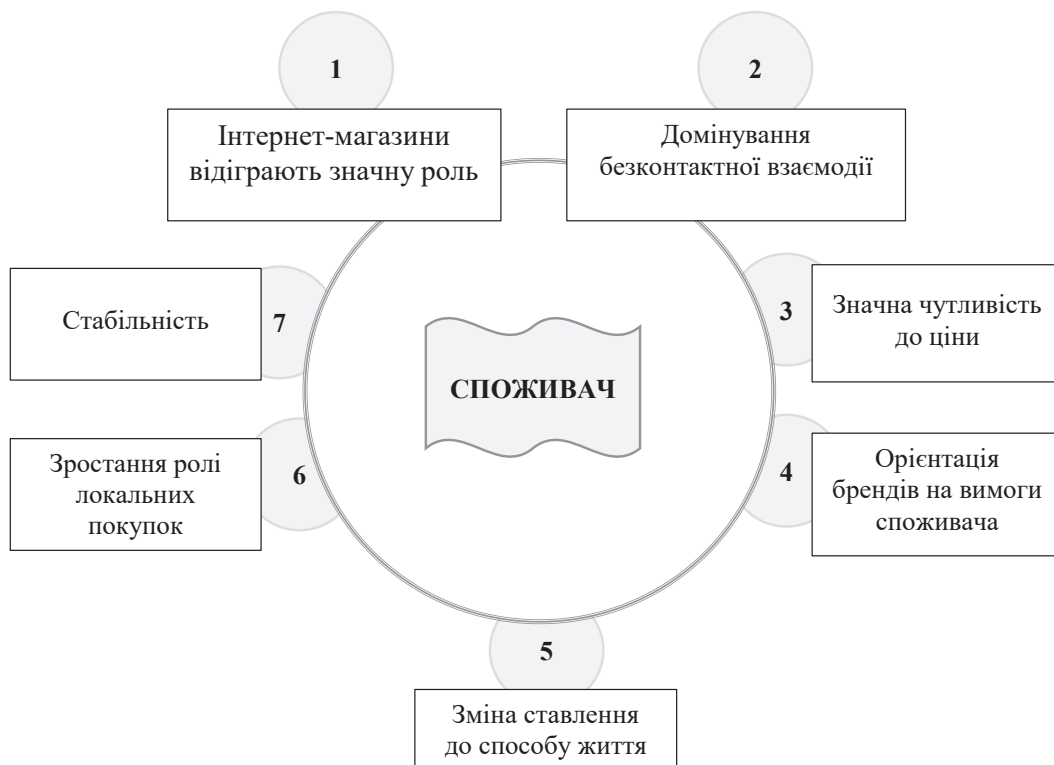 1
Інтернет-магазини
відіграють значну роль
2
Домінування
безконтактної взаємодії
3
Значна чутливість
до ціни
4
Орієнтація
брендів на вимоги
споживача
5
Зміна ставлення
до способу життя
6
Зростання ролі
локальних
покупок
7
Стабільність
СПОЖИВАЧ